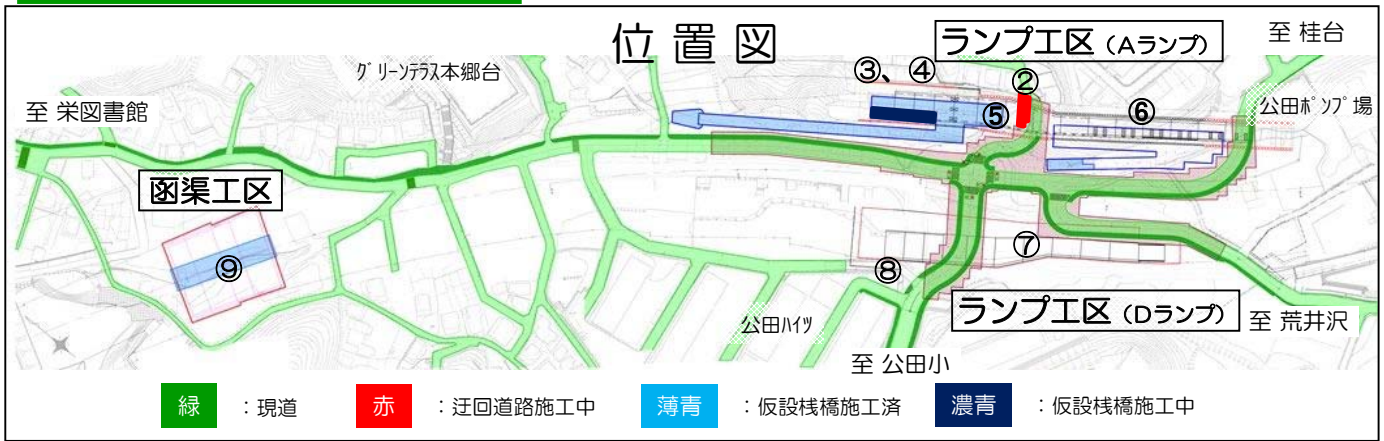 位置図
ランプ工区（Aランプ）
至 桂台
グリーンテラス本郷台
③、④
②
至 栄図書館
⑤
⑥
公田ポンプ場
函渠工区
⑨
⑦
⑧
公田ハイツ
ランプ工区（Dランプ）
至 荒井沢
至 公田小
緑 ：現道 赤 ：迂回道路施工中 薄青 ：仮設桟橋施工済 濃青 ：仮設桟橋施工中